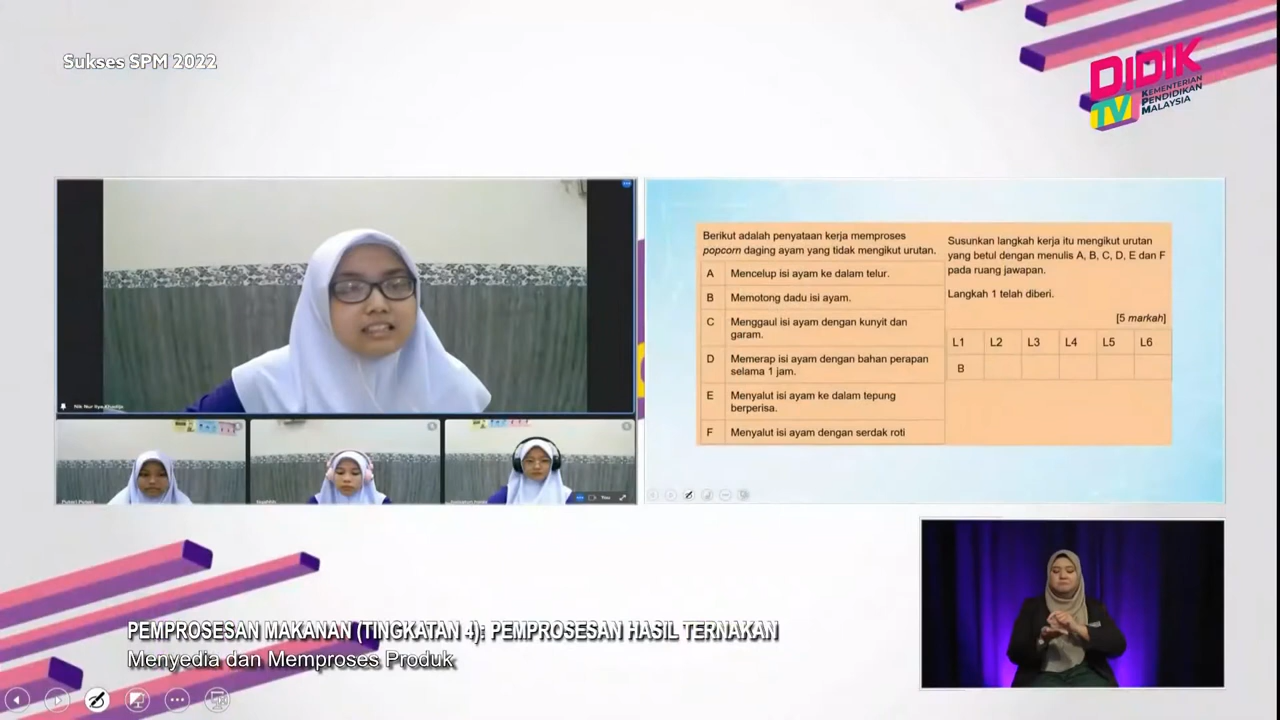 Sukses SPM 2022
DIDIK
TV
KEMENTERIAN
PENDIDIKAN
MALAYSIA
Berikut adalah penyataan kerja memproses
popcorn daging ayam yang tidak mengikut urutan.
A Mencelup isi ayam ke dalam telur.
B Memotong dadu isi ayam.
C Menggaul isi ayam dengan kunyit dan
garam.
D Memerap isi ayam dengan bahan perapan
selama 1 jam.
E Menyalut isi ayam ke dalam tepung
berperisa.
F Menyalut isi ayam dengan serdak roti
Susunkan langkah kerja itu mengikut urutan
yang betul dengan menulis A, B, C, D, E dan F
pada ruang jawapan.
Langkah 1 telah diberi.
[5 markah]
L1 L2 L3 L4 L5 L6
B
You
PEMPROSESAN MAKANAN (TINGKATAN 4): PEMPROSESAN HASIL TERNAKAN
Menyedia dan Memproses Produk